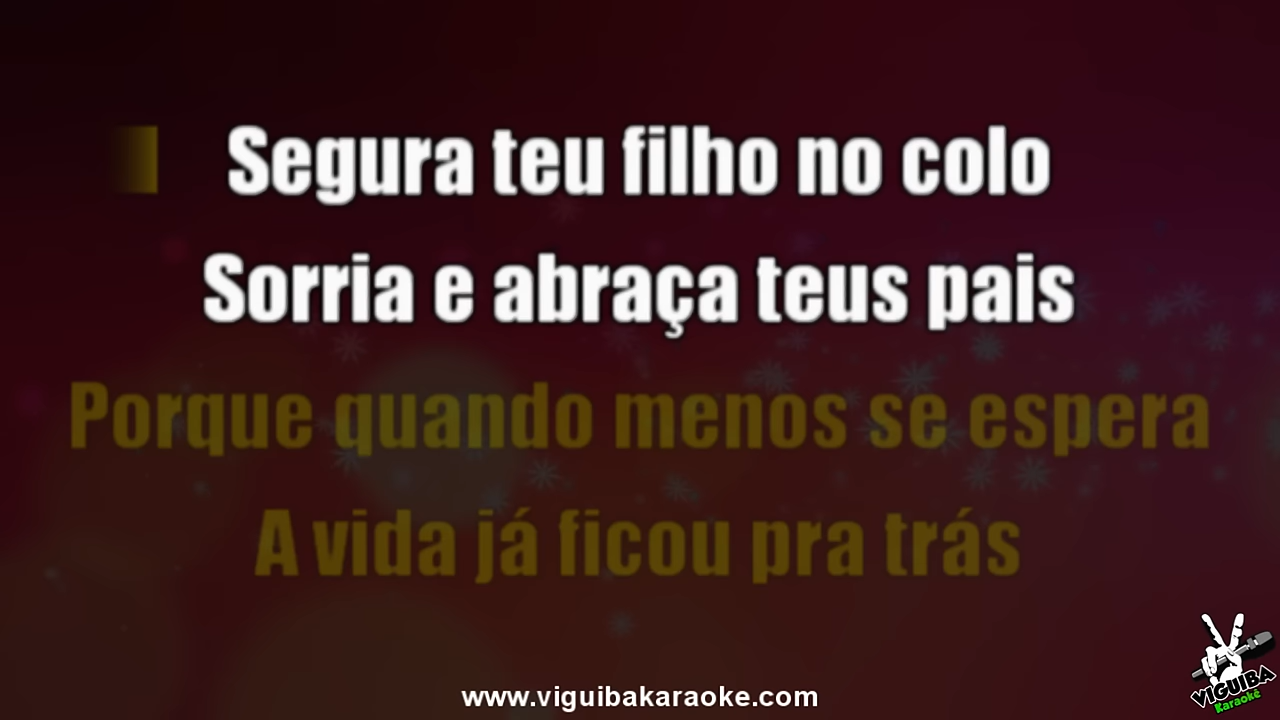 Segura teu filho no colo
Sorria e abraça teus pais
Porque quando menos se espera
A vida já ficou pra trás
VIGUIBA
Karaokê
www.viguibakaraoke.com